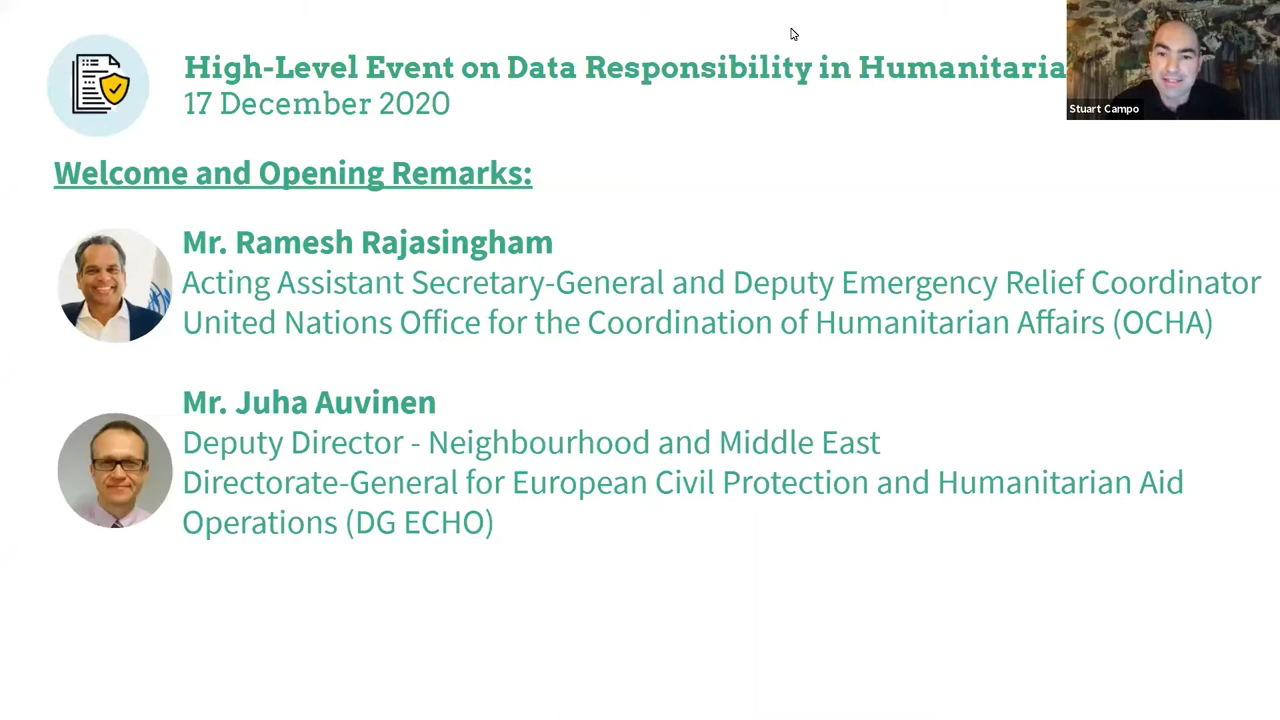 High-Level Event on Data Responsibility in Humanitaria
17 December 2020
Stuart Campo
Welcome and Opening Remarks:
Mr. Ramesh Rajasingham
Acting Assistant Secretary-General and Deputy Emergency Relief Coordinator
United Nations Office for the Coordination of Humanitarian Affairs (OCHA)
Mr. Juha Auvinen
Deputy Director - Neighbourhood and Middle East
Directorate-General for European Civil Protection and Humanitarian Aid
Operations (DG ECHO)